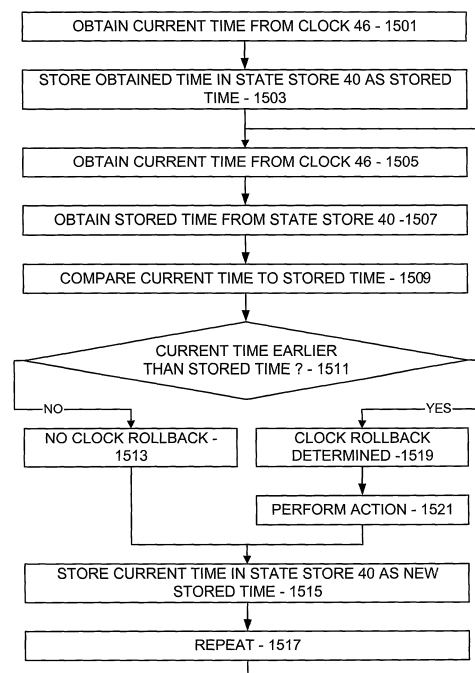 OBTAIN CURRENT TIME FROM CLOCK 46 - 1501
STORE OBTAINED TIME IN STATE STORE 40 AS STORED
TIME - 1503
OBTAIN CURRENT TIME FROM CLOCK 46 - 1505
OBTAIN STORED TIME FROM STATE STORE 40 -1507
COMPARE CURRENT TIME TO STORED TIME - 1509
CURRENT TIME EARLIER
THAN STORED TIME ? - 1511
NO
YES
NO CLOCK ROLLBACK -
1513
CLOCK ROLLBACK
DETERMINED -1519
PERFORM ACTION - 1521
STORE CURRENT TIME IN STATE STORE 40 AS NEW
STORED TIME - 1515
REPEAT - 1517